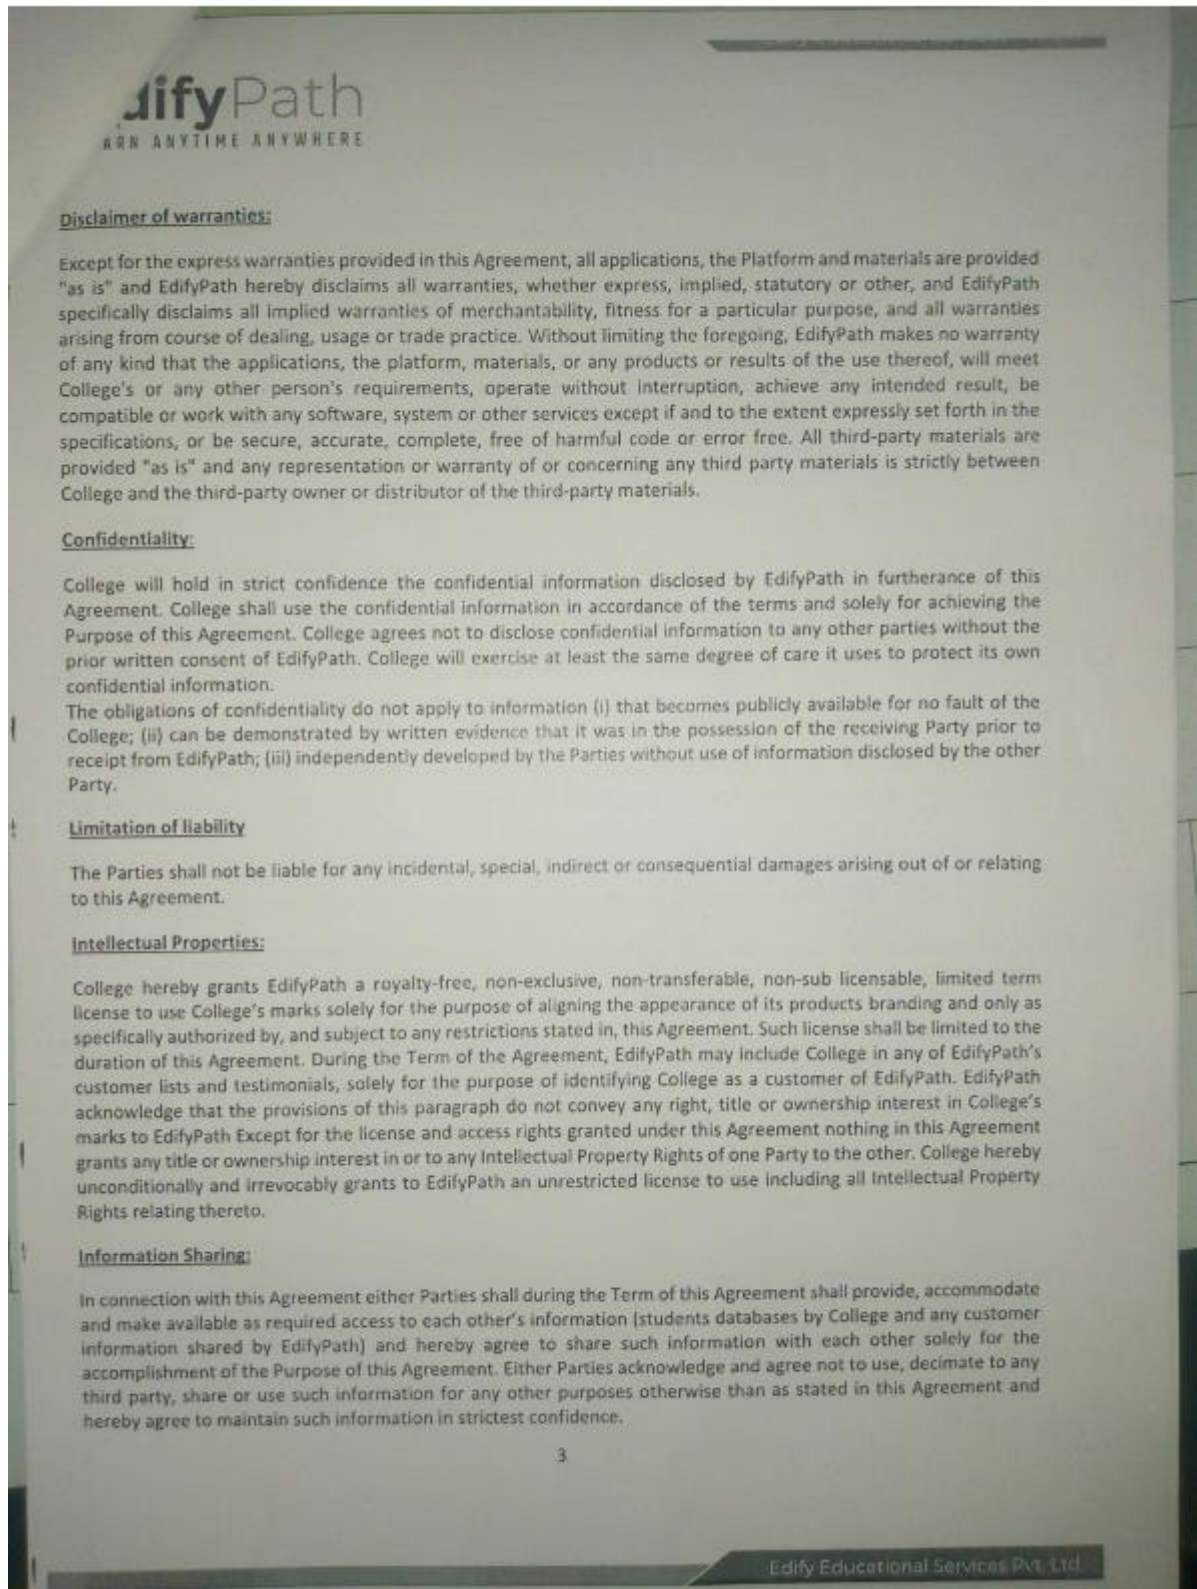 difyPath
ARN ANYTIME ANYWHERE
Disclaimer of warranties:
Except for the express warranties provided in this Agreement, all applications, the Platform and materials are provided
"as is" and EdifyPath hereby disclaims all warranties, whether express, implied, statutory or other, and EdifyPath
specifically disclaims all implied warranties of merchantability, fitness for a particular purpose, and all warranties
arising from course of dealing, usage or trade practice. Without limiting the foregoing, EdifyPath makes no warranty
of any kind that the applications, the platform, materials, or any products or results of the use thereof, will meet
College's or any other person's requirements, operate without interruption, achieve any intended result, be
compatible or work with any software, system or other services except if and to the extent expressly set forth in the
specifications, or be secure, accurate, complete, free of harmful code or error free. All third-party materials are
provided "as is" and any representation or warranty of or concerning any third party materials is strictly between
College and the third-party owner or distributor of the third-party materials.
Confidentiality:
College will hold in strict confidence the confidential information disclosed by EdifyPath in furtherance of this
Agreement. College shall use the confidential information in accordance of the terms and solely for achieving the
Purpose of this Agreement. College agrees not to disclose confidential information to any other parties without the
prior written consent of EdifyPath. College will exercise at least the same degree of care it uses to protect its own
confidential information.
The obligations of confidentiality do not apply to information (i) that becomes publicly available for no fault of the
College; (ii) can be demonstrated by written evidence that it was in the possession of the receiving Party prior to
receipt from EdifyPath; (iii) independently developed by the Parties without use of information disclosed by the other
Party.
Limitation of liability
The Parties shall not be liable for any incidental, special, indirect or consequential damages arising out of or relating
to this Agreement.
Intellectual Properties:
College hereby grants EdifyPath a royalty-free, non-exclusive, non-transferable, non-sub licensable, limited term
license to use College's marks solely for the purpose of aligning the appearance of its products branding and only as
specifically authorized by, and subject to any restrictions stated in, this Agreement. Such license shall be limited to the
duration of this Agreement. During the Term of the Agreement, EdifyPath may include College in any of EdifyPath's
customer lists and testimonials, solely for the purpose of identifying College as a customer of EdifyPath. EdifyPath
acknowledge that the provisions of this paragraph do not convey any right, title or ownership interest in College's
marks to EdifyPath Except for the license and access rights granted under this Agreement nothing in this Agreement
grants any title or ownership interest in or to any Intellectual Property Rights of one Party to the other. College hereby
unconditionally and irrevocably grants to EdifyPath an unrestricted license to use including all Intellectual Property
Rights relating thereto.
Information Sharing:
In connection with this Agreement either Parties shall during the Term of this Agreement shall provide, accommodate
and make available as required access to each other's information (students databases by College and any customer
information shared by EdifyPath) and hereby agree to share such information with each other solely for the
accomplishment of the Purpose of this Agreement. Either Parties acknowledge and agree not to use, decimate to any
third party, share or use such information for any other purposes otherwise than as stated in this Agreement and
hereby agree to maintain such information in strictest confidence.
3
Edify Educational Services Pvt. Ltd